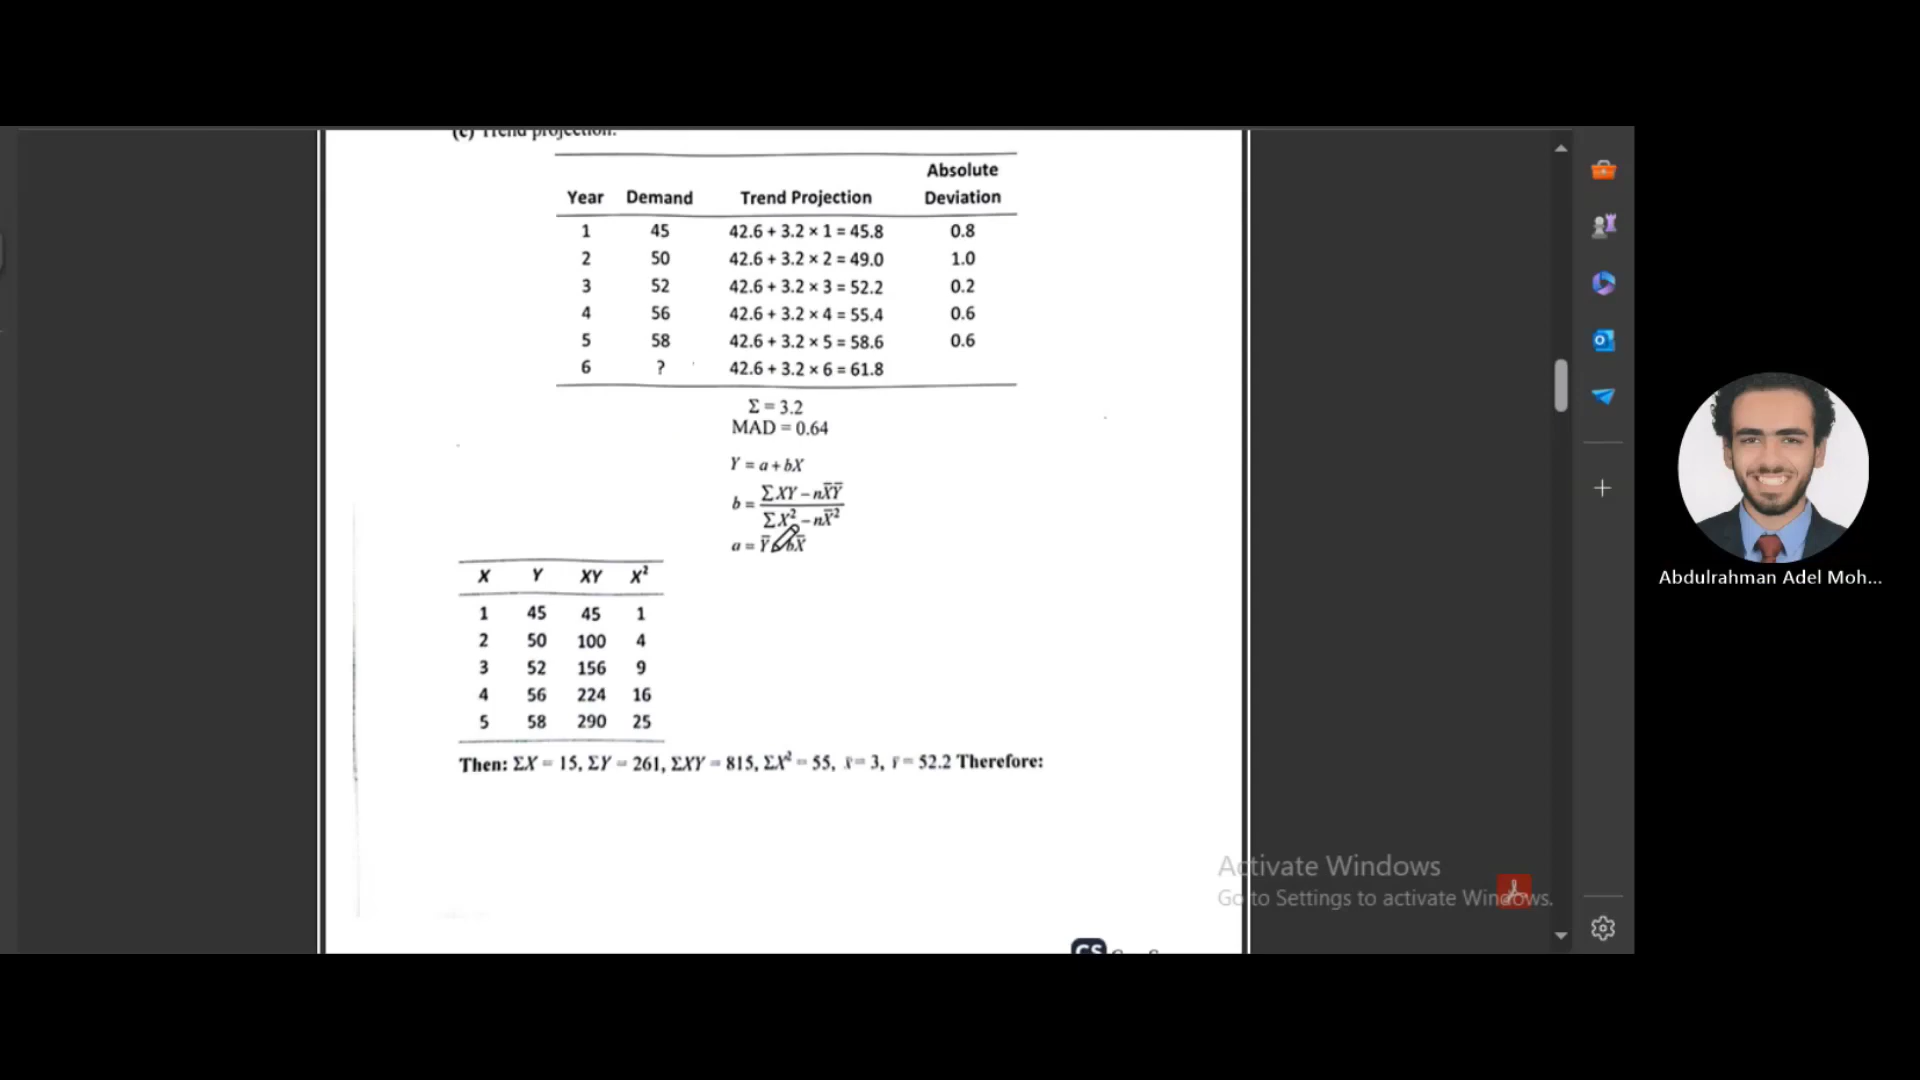 (c) Trend projection:
Absolute
Year Demand Trend Projection Deviation
1 45 42.6 + 3.2 × 1 = 45.8 0.8
2 50 42.6 + 3.2 × 2 = 49.0 1.0
3 52 42.6 + 3.2 × 3 = 52.2 0.2
4 56 42.6 + 3.2 × 4 = 55.4 0.6
5 58 42.6 + 3.2 × 5 = 58.6 0.6
6 ? 42.6 + 3.2 × 6 = 61.8
Σ = 3.2
MAD = 0.64
Y = a + bX
b = (ΣXY − nX̄Ȳ) / (ΣX² − nX̄²)
a = Ȳ bX̄
X Y XY X²
1 45 45 1
2 50 100 4
3 52 156 9
4 56 224 16
5 58 290 25
Then: ΣX = 15, ΣY = 261, ΣXY = 815, ΣX² = 55, x̄ = 3, Ȳ = 52.2 Therefore:
CS
Activate Windows
Go to Settings to activate Windows.
Abdulrahman Adel Moh...